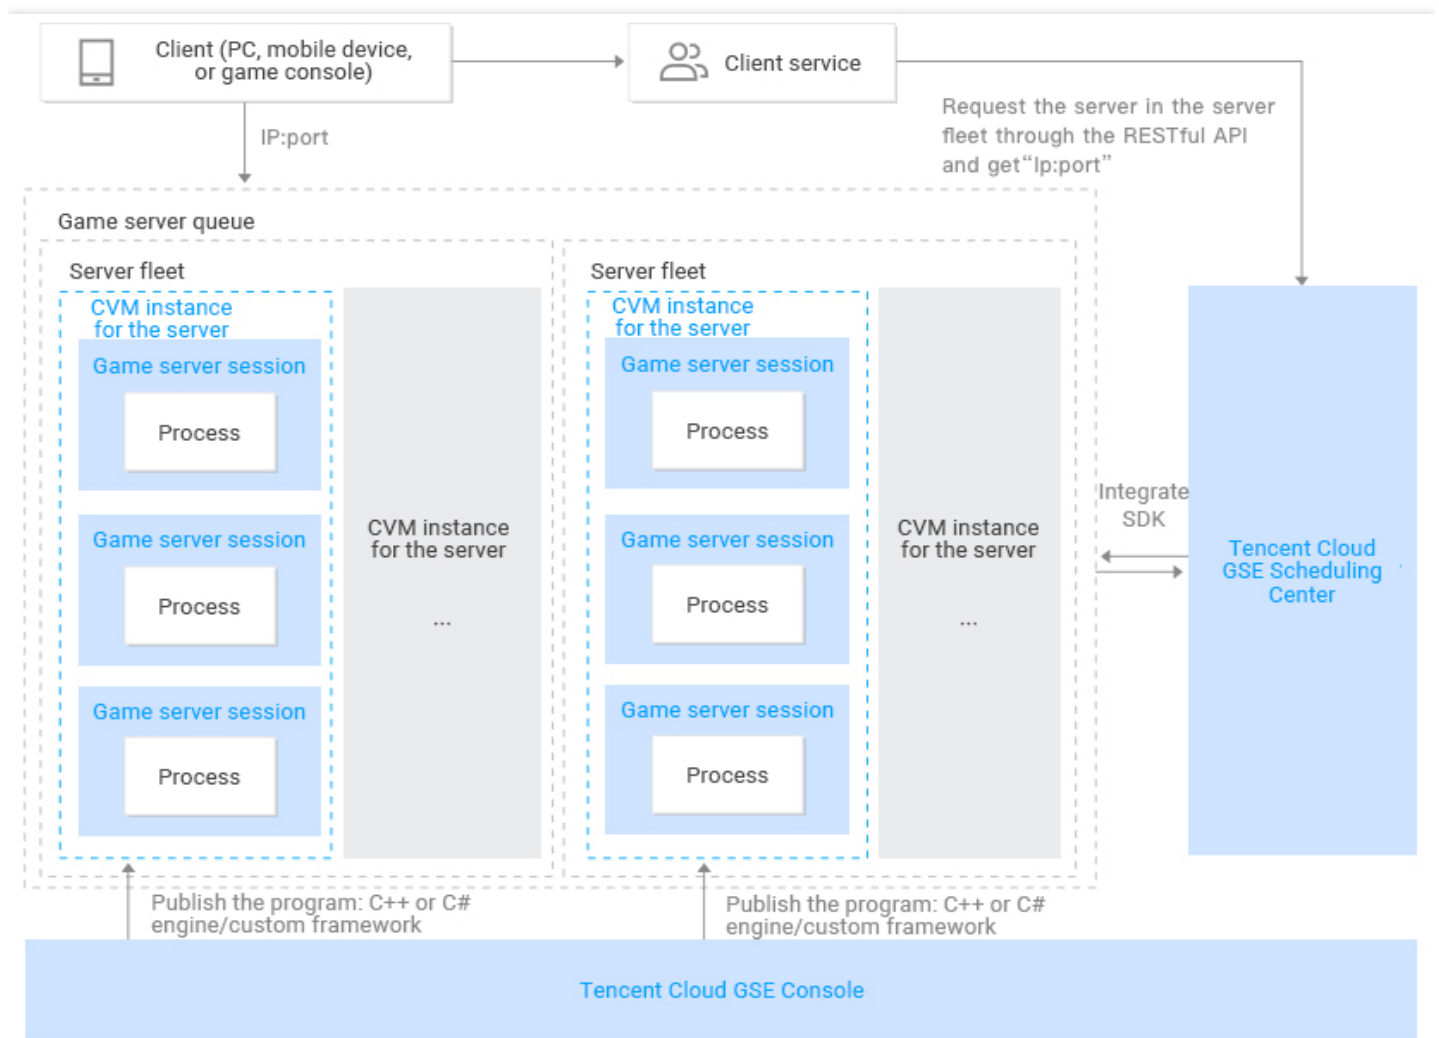 Client (PC, mobile device,
or game console)
Client service
Request the server in the server
fleet through the RESTful API
and get“Ip:port”
IP:port
Game server queue
Server fleet
CVM instance
for the server
Game server session
Process
Game server session
Process
Game server session
Process
CVM instance
for the server
...
Server fleet
CVM instance
for the server
Game server session
Process
Game server session
Process
Game server session
Process
CVM instance
for the server
...
Integrate
SDK
Tencent Cloud
GSE Scheduling
Center
Publish the program: C++ or C#
engine/custom framework
Publish the program: C++ or C#
engine/custom framework
Tencent Cloud GSE Console